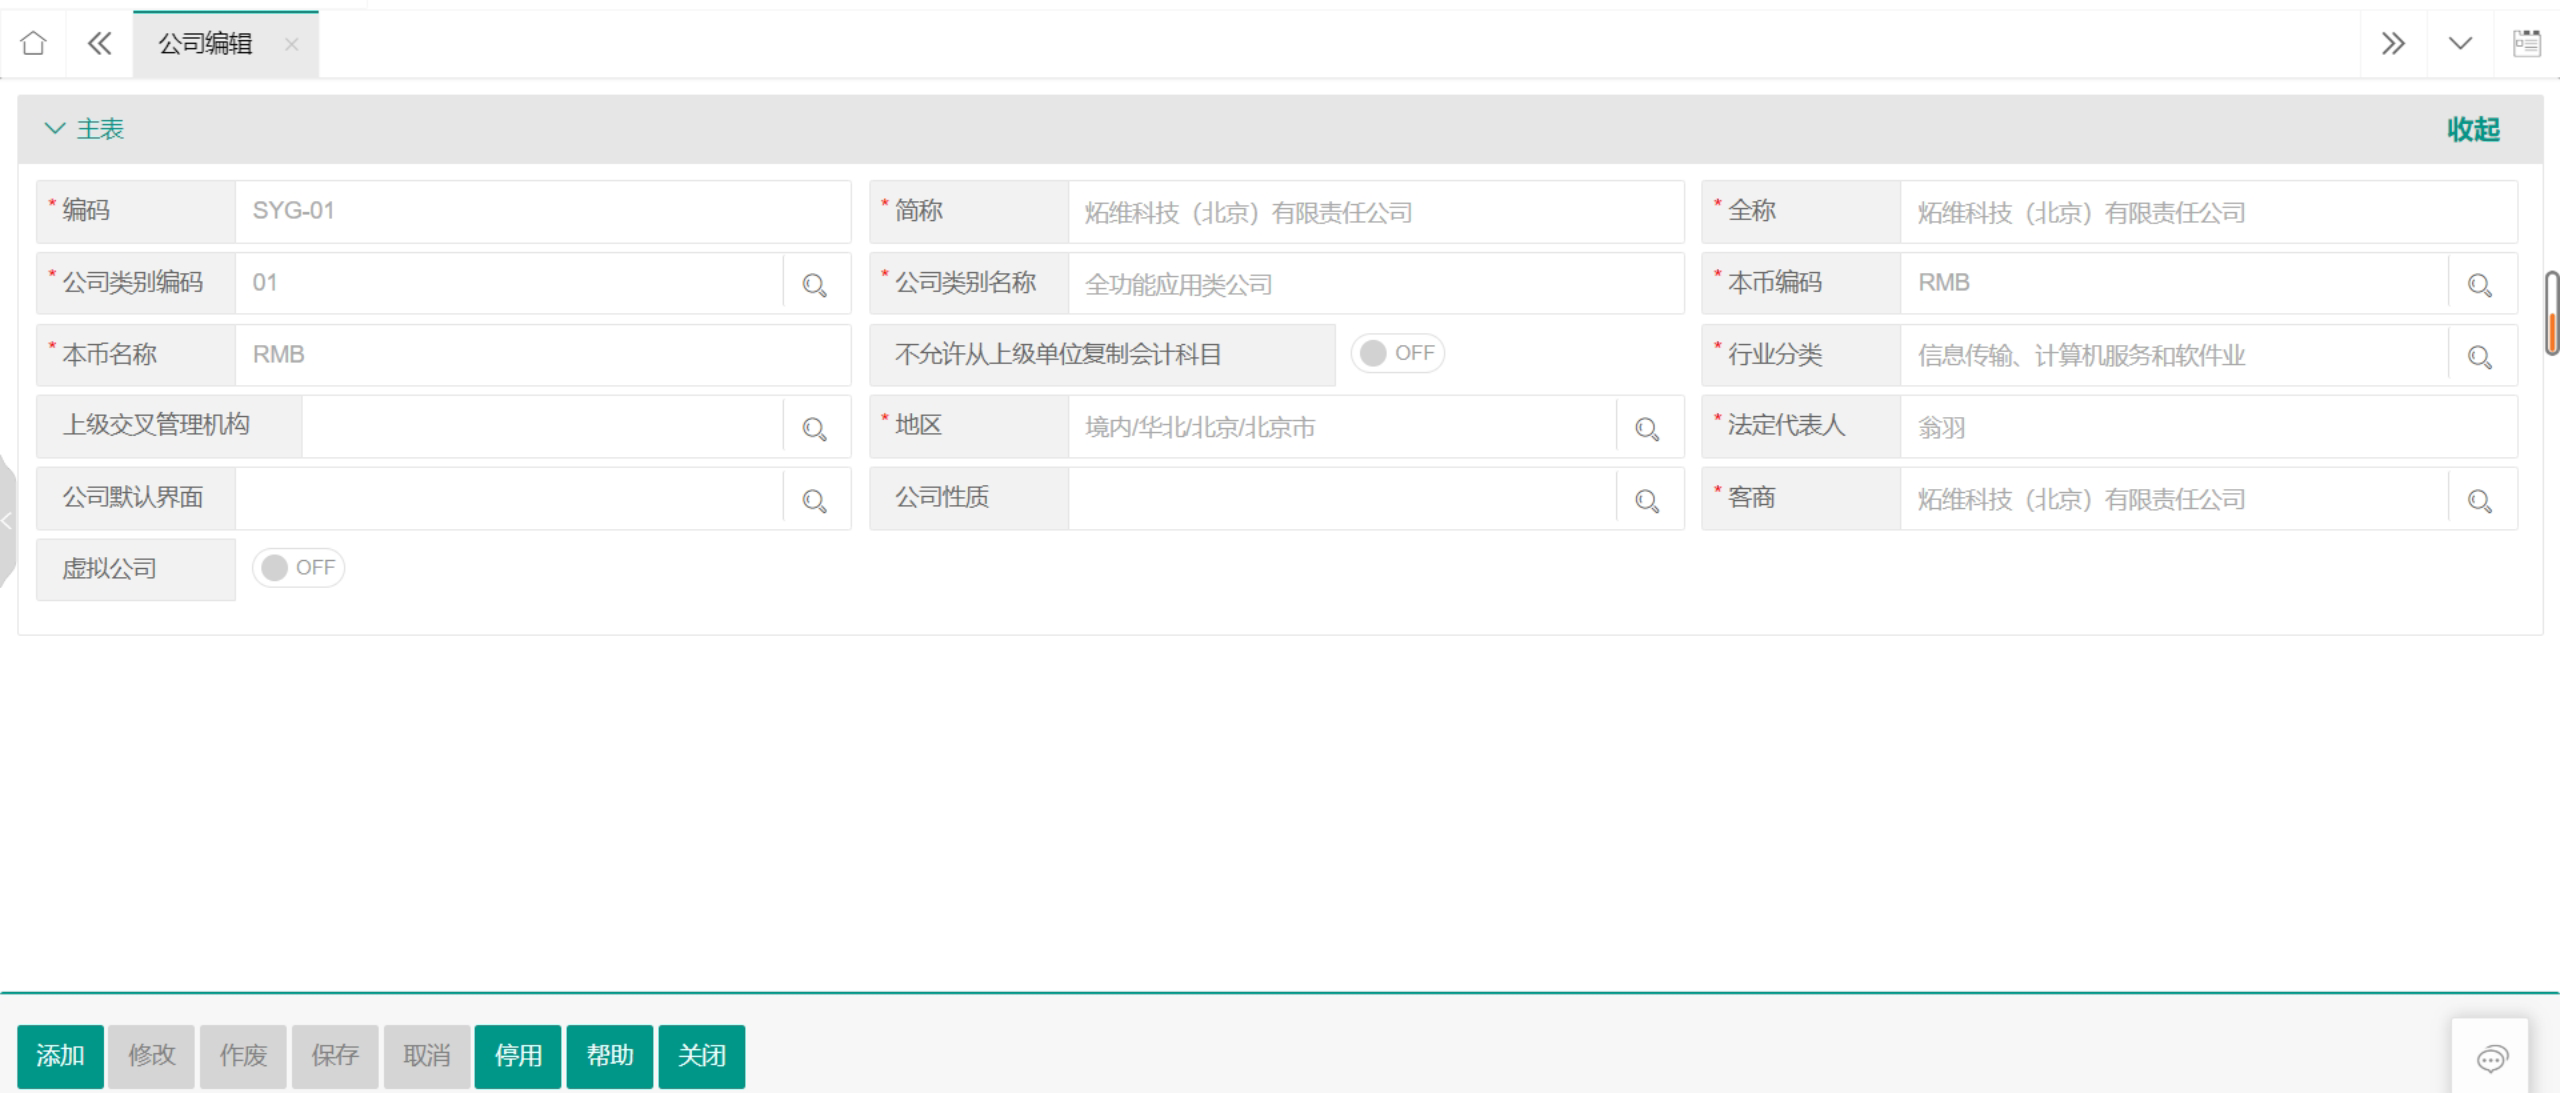 公司编辑
主表 收起
* 编码 SYG-01 * 简称 炻维科技（北京）有限责任公司 * 全称 炻维科技（北京）有限责任公司
* 公司类别编码 01 * 公司类别名称 全功能应用类公司 * 本币编码 RMB
* 本币名称 RMB 不允许从上级单位复制会计科目 OFF * 行业分类 信息传输、计算机服务和软件业
上级交叉管理机构 * 地区 境内/华北/北京/北京市 * 法定代表人 翁羽
公司默认界面 公司性质 * 客商 炻维科技（北京）有限责任公司
虚拟公司 OFF
添加 修改 作废 保存 取消 停用 帮助 关闭